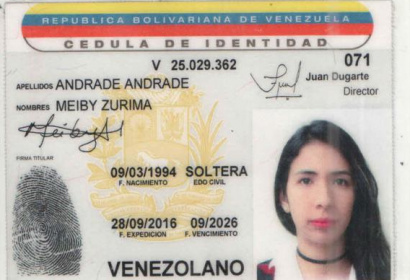 REPUBLICA BOLIVARIANA DE VENEZUELA
CEDULA DE IDENTIDAD
V 25.029.362
071
APELLIDOS ANDRADE ANDRADE
Juan Dugarte
Director
NOMBRES MEIBY ZURIMA
FIRMA TITULAR
09/03/1994 SOLTERA
F. NACIMIENTO EDO CIVIL
28/09/2016 09/2026
F. EXPEDICION F. VENCIMIENTO
VENEZOLANO